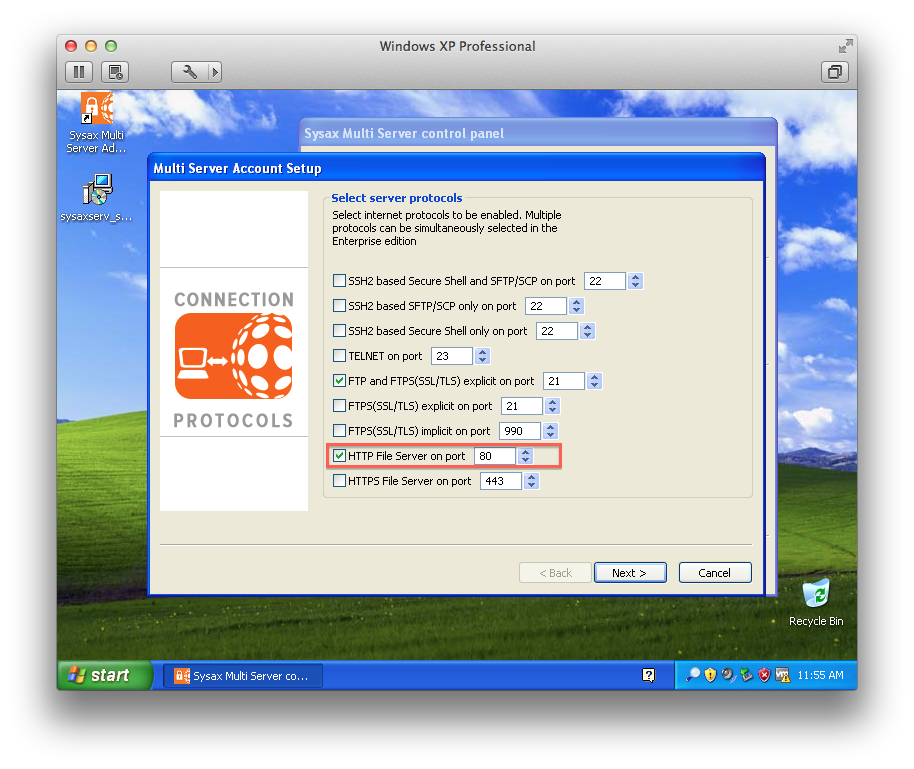 Windows XP Professional
Sysax Multi
Server Ad...
sysaxserv_s...
Sysax Multi Server control panel
Multi Server Account Setup
CONNECTION
PROTOCOLS
Select server protocols
Select internet protocols to be enabled. Multiple
protocols can be simultaneously selected in the
Enterprise edition
SSH2 based Secure Shell and SFTP/SCP on port 22
SSH2 based SFTP/SCP only on port 22
SSH2 based Secure Shell only on port 22
TELNET on port 23
FTP and FTPS(SSL/TLS) explicit on port 21
FTPS(SSL/TLS) explicit on port 21
FTPS(SSL/TLS) implicit on port 990
HTTP File Server on port 80
HTTPS File Server on port 443
< Back Next > Cancel
Recycle Bin
start Sysax Multi Server co... ? 11:55 AM